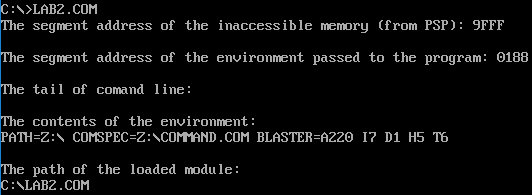 C:\>LAB2.COM
The segment address of the inaccessible memory (from PSP): 9FFF
The segment address of the environment passed to the program: 0188
The tail of comand line:
The contents of the environment:
PATH=Z:\ COMSPEC=Z:\COMMAND.COM BLASTER=A220 I7 D1 H5 T6
The path of the loaded module:
C:\LAB2.COM